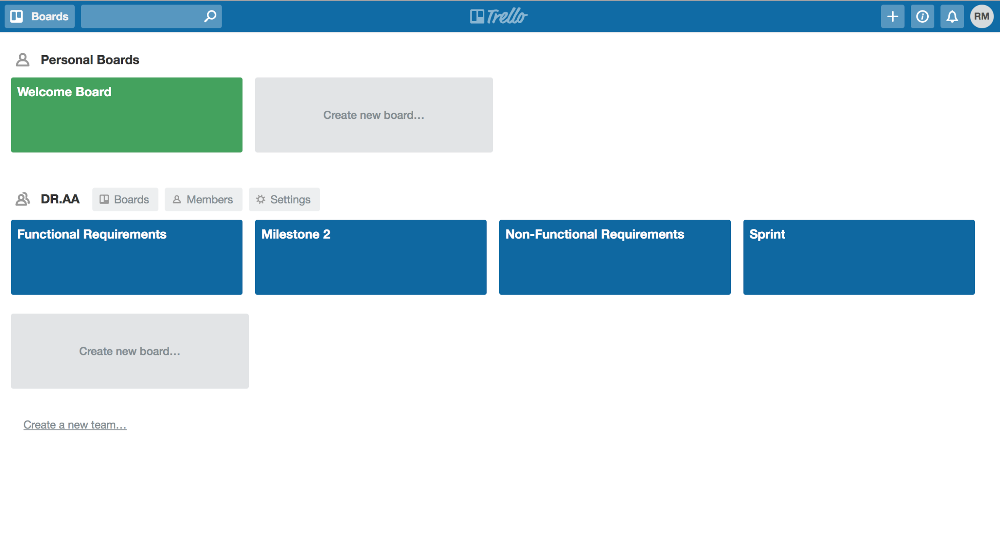 Boards
Trello
RM
Personal Boards
Welcome Board
Create new board…
DR.AA
Boards
Members
Settings
Functional Requirements
Milestone 2
Non-Functional Requirements
Sprint
Create new board…
Create a new team…